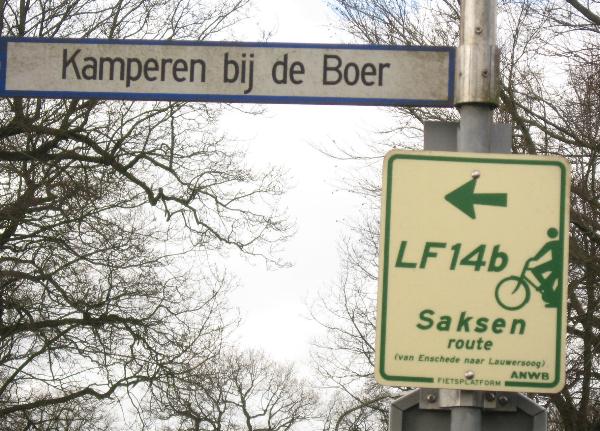 Kamperen bij de Boer
LF14b
Saksen
route
(van Enschede naar Lauwersoog)
FIETSPLATFORM
ANWB